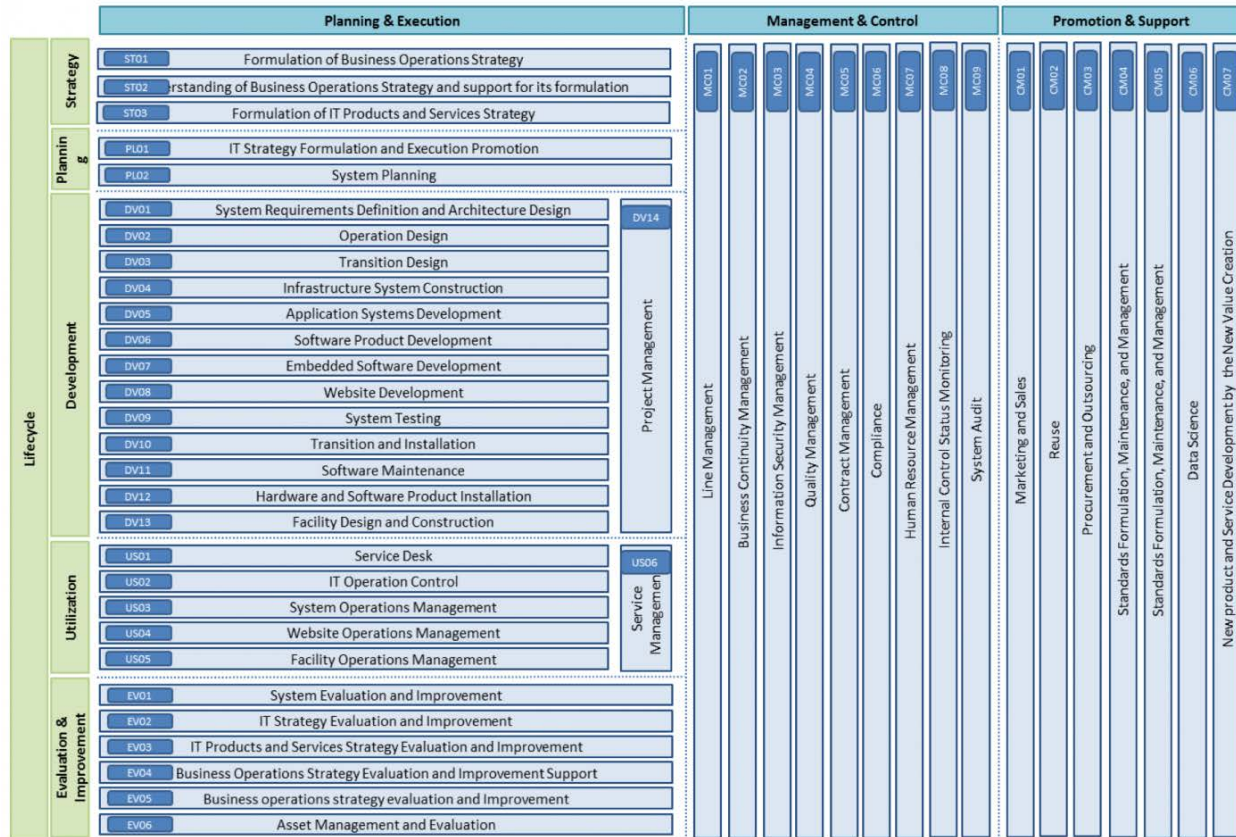 Planning & Execution
Management & Control
Promotion & Support
Lifecycle
Strategy
ST01 Formulation of Business Operations Strategy
ST02 erstanding of Business Operations Strategy and support for its formulation
ST03 Formulation of IT Products and Services Strategy
Plannin
g
PL01 IT Strategy Formulation and Execution Promotion
PL02 System Planning
Development
DV01 System Requirements Definition and Architecture Design
DV02 Operation Design
DV03 Transition Design
DV04 Infrastructure System Construction
DV05 Application Systems Development
DV06 Software Product Development
DV07 Embedded Software Development
DV08 Website Development
DV09 System Testing
DV10 Transition and Installation
DV11 Software Maintenance
DV12 Hardware and Software Product Installation
DV13 Facility Design and Construction
DV14
Project Management
Utilization
US01 Service Desk
US02 IT Operation Control
US03 System Operations Management
US04 Website Operations Management
US05 Facility Operations Management
US06
Service
Managemen
Evaluation &
Improvement
EV01 System Evaluation and Improvement
EV02 IT Strategy Evaluation and Improvement
EV03 IT Products and Services Strategy Evaluation and Improvement
EV04 Business Operations Strategy Evaluation and Improvement Support
EV05 Business operations strategy evaluation and Improvement
EV06 Asset Management and Evaluation
MC01 Line Management
MC02 Business Continuity Management
MC03 Information Security Management
MC04 Quality Management
MC05 Contract Management
MC06 Compliance
MC07 Human Resource Management
MC08 Internal Control Status Monitoring
MC09 System Audit
CM01 Marketing and Sales
CM02 Reuse
CM03 Procurement and Outsourcing
CM04 Standards Formulation, Maintenance, and Management
CM05 Standards Formulation, Maintenance, and Management
CM06 Data Science
CM07 New product and Service Development by the New Value Creation